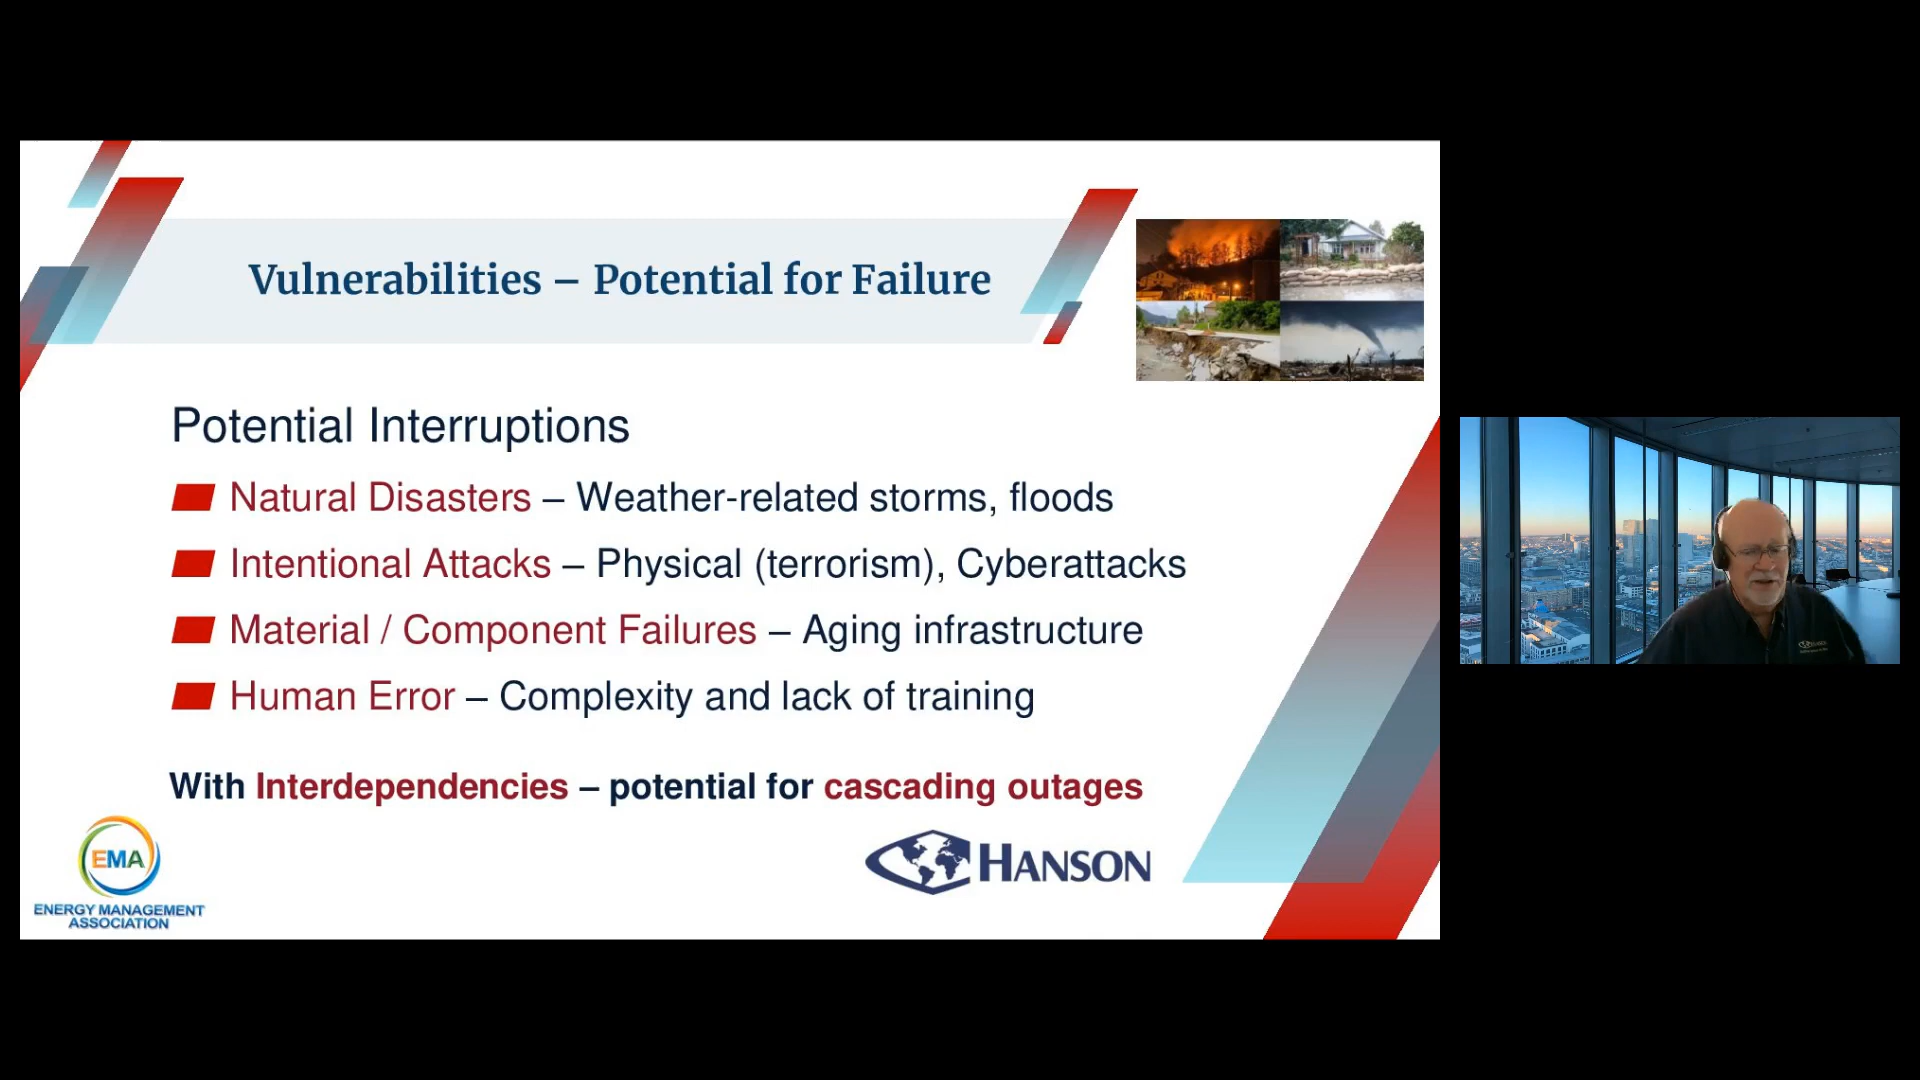 Vulnerabilities – Potential for Failure
Potential Interruptions
Natural Disasters – Weather-related storms, floods
Intentional Attacks – Physical (terrorism), Cyberattacks
Material / Component Failures – Aging infrastructure
Human Error – Complexity and lack of training
With Interdependencies – potential for cascading outages
EMA
ENERGY MANAGEMENT
ASSOCIATION
HANSON
HANSON